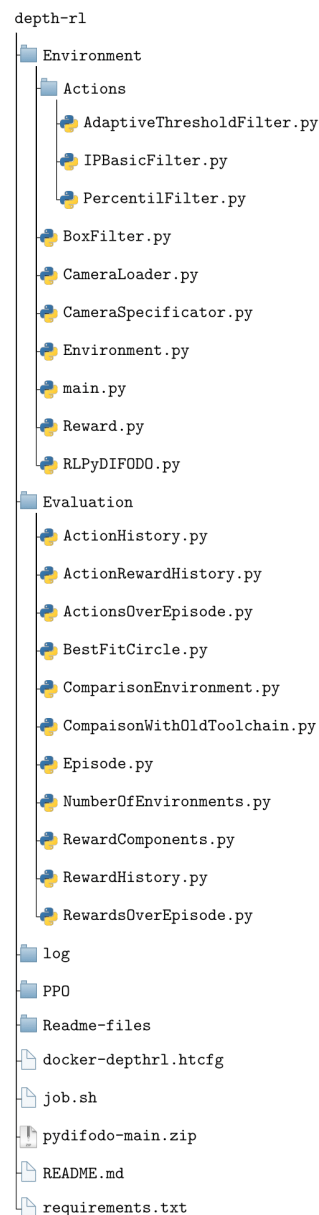 depth-rl
Environment
Actions
AdaptiveThresholdFilter.py
IPBasicFilter.py
PercentilFilter.py
BoxFilter.py
CameraLoader.py
CameraSpecificator.py
Environment.py
main.py
Reward.py
RLPyDIFODO.py
Evaluation
ActionHistory.py
ActionRewardHistory.py
ActionsOverEpisode.py
BestFitCircle.py
ComparisonEnvironment.py
CompaisonWithOldToolchain.py
Episode.py
NumberOfEnvironments.py
RewardComponents.py
RewardHistory.py
RewardsOverEpisode.py
log
PPO
Readme-files
docker-depthrl.htcfg
job.sh
pydifodo-main.zip
README.md
requirements.txt